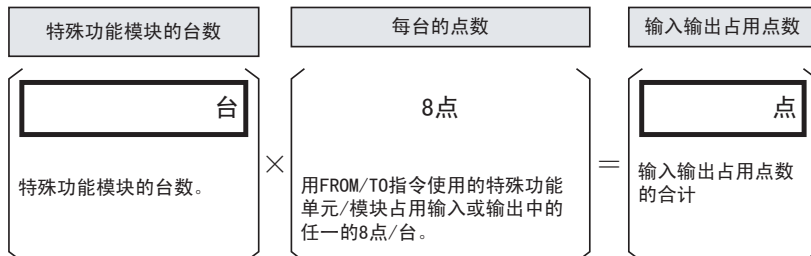 特殊功能模块的台数
每台的点数
输入输出占用点数
台
8点
点
特殊功能模块的台数。
×
用FROM/TO指令使用的特殊功能
单元/模块占用输入或输出中的
任一的8点/台。
=
输入输出占用点数
的合计